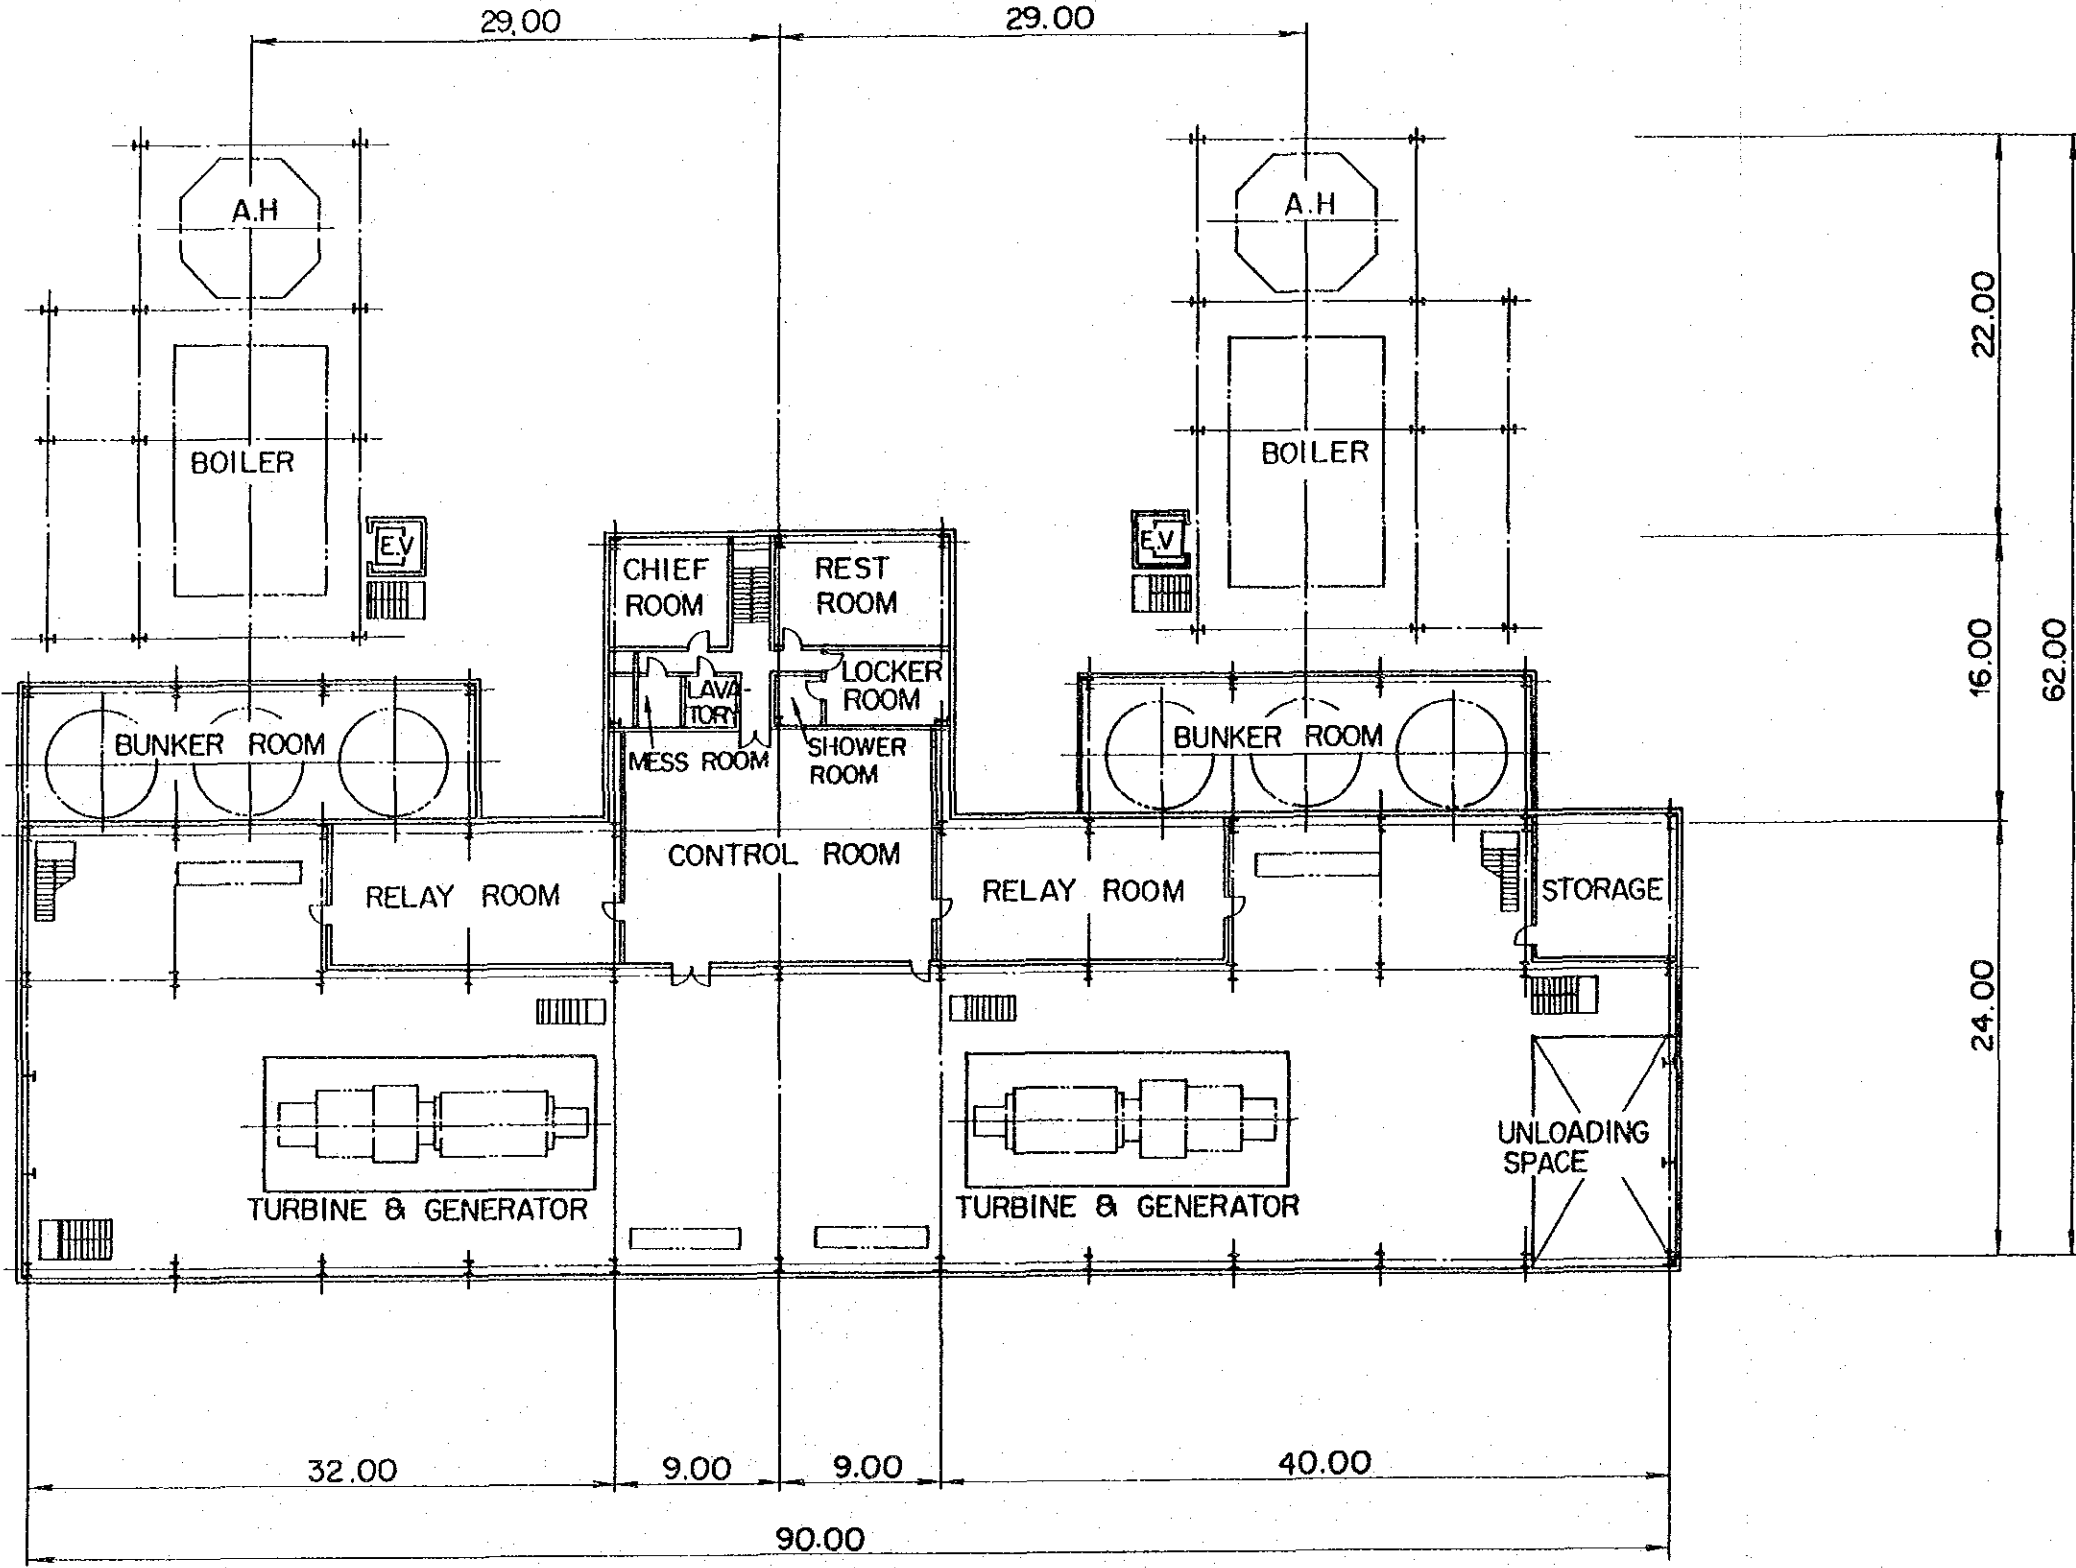 29.00
29.00
A.H
A.H
22.00
BOILER
BOILER
E.V
E.V
CHIEF
ROOM
REST
ROOM
16.00
62.00
LOCKER
ROOM
LAVA-
TORY
BUNKER ROOM
BUNKER ROOM
MESS ROOM
SHOWER
ROOM
CONTROL ROOM
RELAY ROOM
RELAY ROOM
STORAGE
24.00
UNLOADING
SPACE
TURBINE & GENERATOR
TURBINE & GENERATOR
32.00
9.00
9.00
40.00
90.00